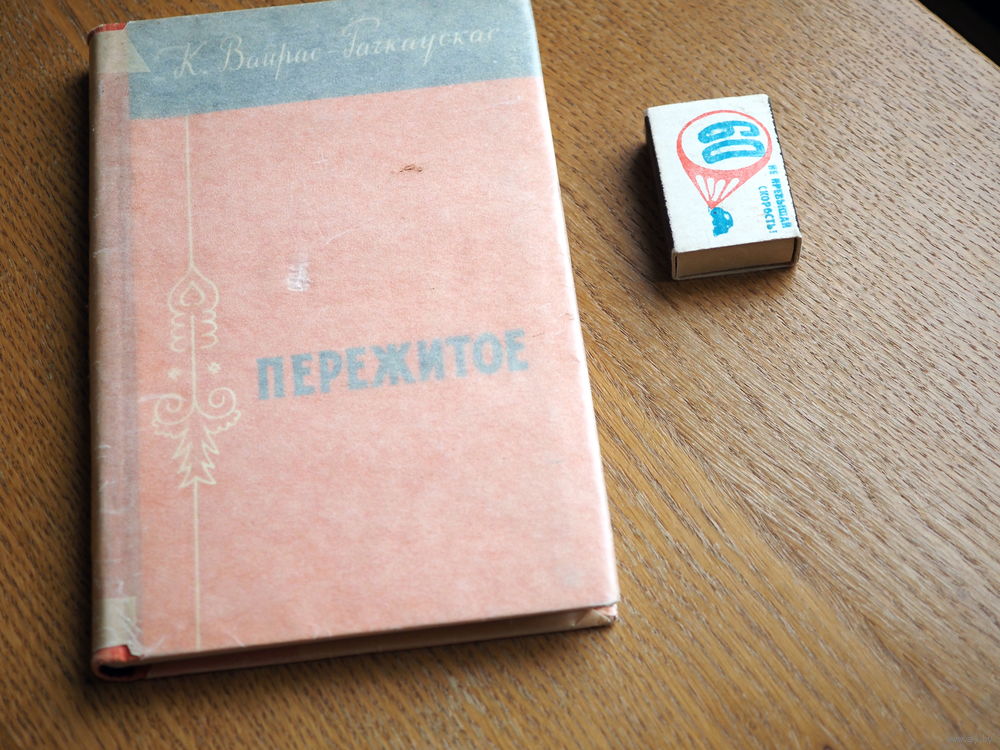 К. Вайрас-Рачкаускас
ПЕРЕЖИТОЕ
60
НЕ ПРЕВЫШАЙ
СКОРОСТЬ!